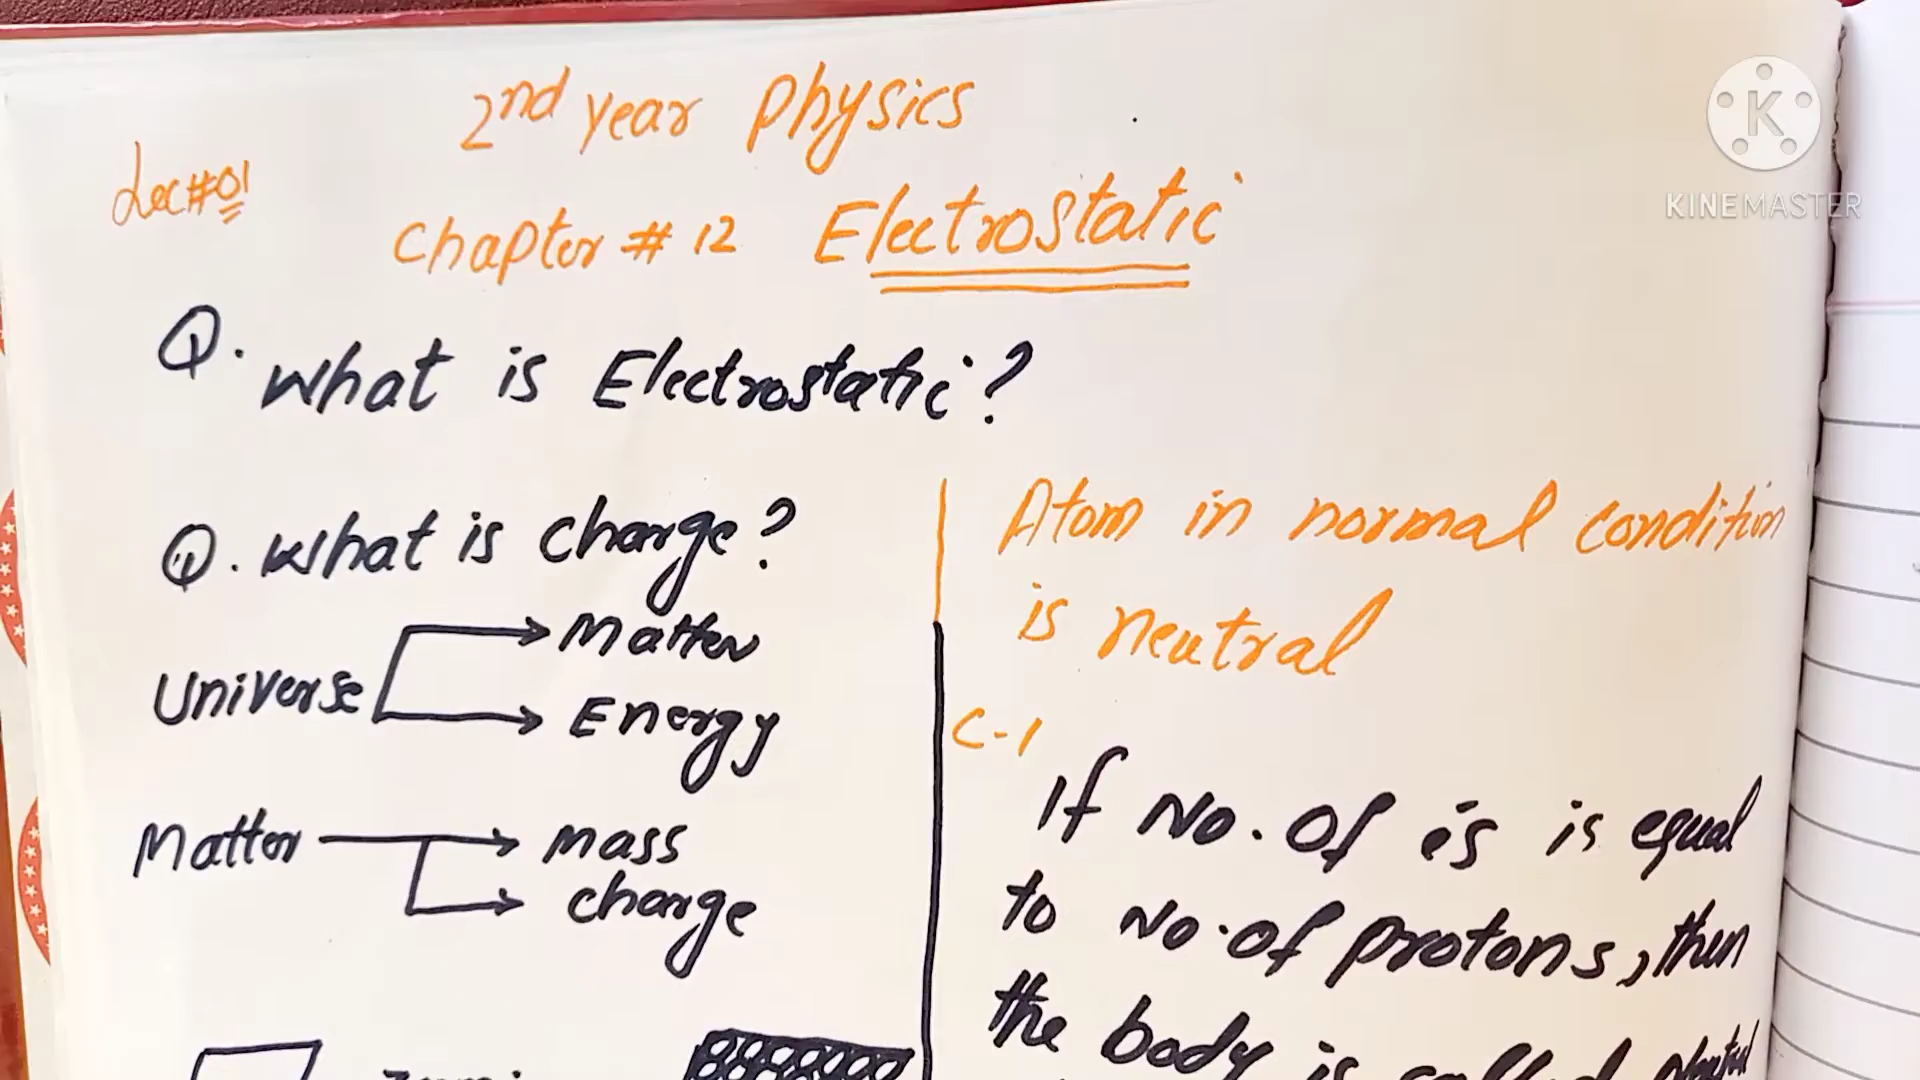 2nd year Physics
Lec#01
Chapter # 12 Electrostatic
Q. What is Electrostatic?
Q. What is charge?
Universe
Matter
Energy
Matter
mass
charge
Atom in normal condition
is neutral
C-1
If No. of e's is equal
to No. of protons, then
the body is called
K
KINEMASTER